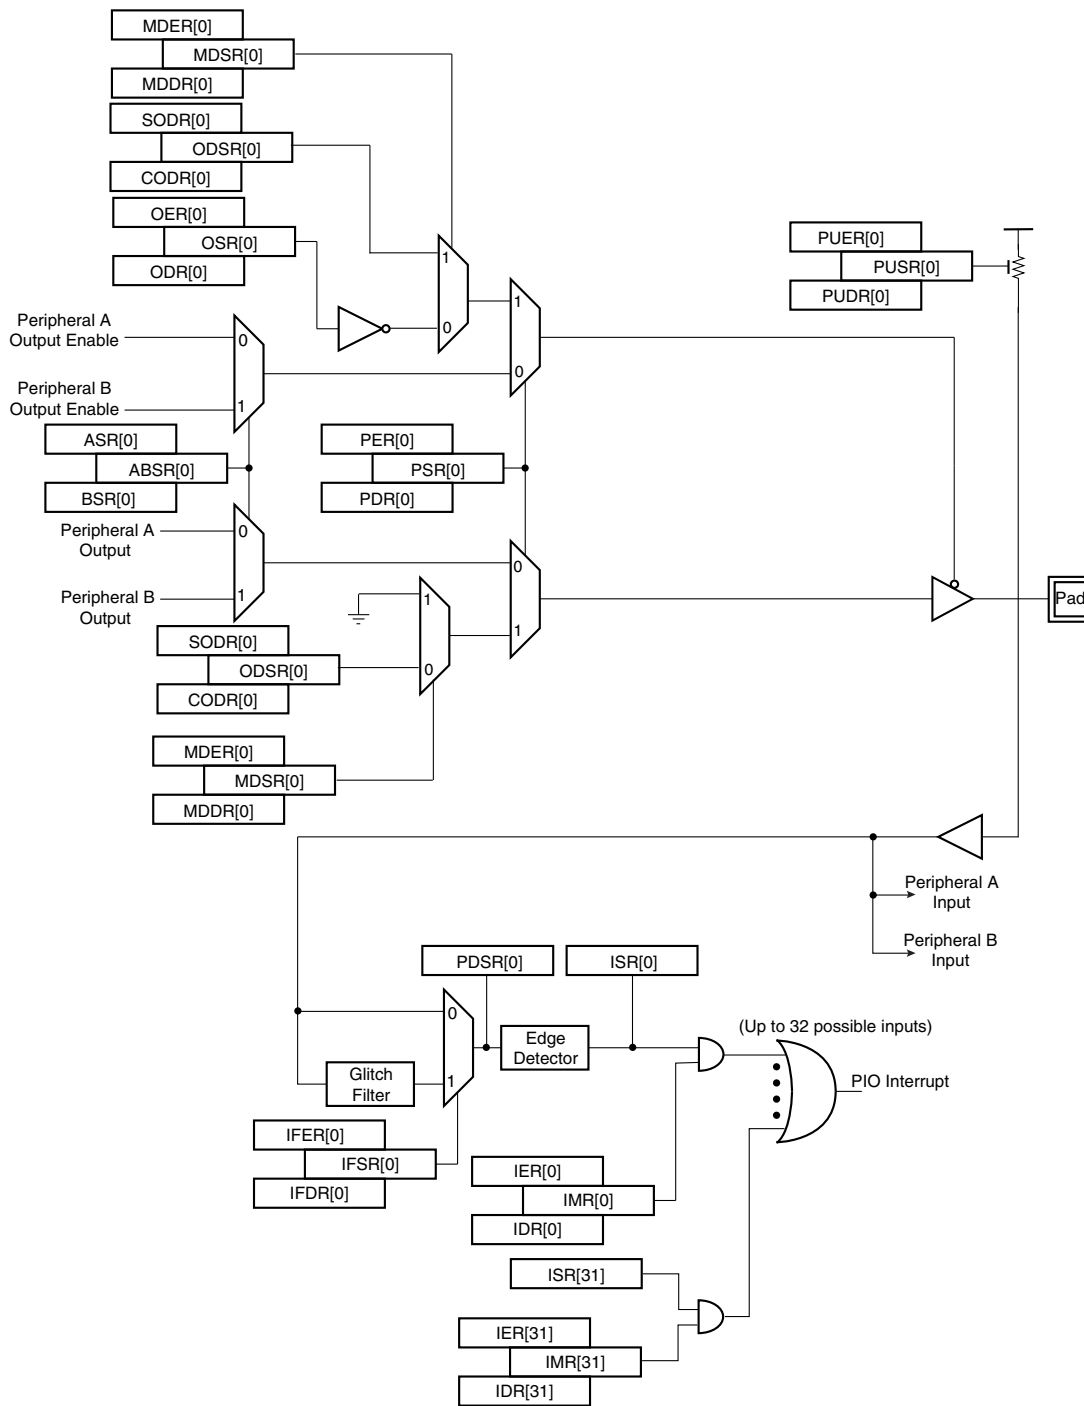 MDER[0]
MDSR[0]
MDDR[0]
SODR[0]
ODSR[0]
CODR[0]
OER[0]
OSR[0]
ODR[0]
1
0
PUER[0]
PUSR[0]
PUDR[0]
Peripheral A
Output Enable
0
1
0
Peripheral B
Output Enable
1
ASR[0]
ABSR[0]
BSR[0]
PER[0]
PSR[0]
PDR[0]
Peripheral A
Output
0
0
Peripheral B
Output
1
1
1
0
Pad
SODR[0]
ODSR[0]
CODR[0]
MDER[0]
MDSR[0]
MDDR[0]
Peripheral A
Input
Peripheral B
Input
PDSR[0]
ISR[0]
0
1
Glitch
Filter
Edge
Detector
(Up to 32 possible inputs)
PIO Interrupt
IFER[0]
IFSR[0]
IFDR[0]
IER[0]
IMR[0]
IDR[0]
ISR[31]
IER[31]
IMR[31]
IDR[31]